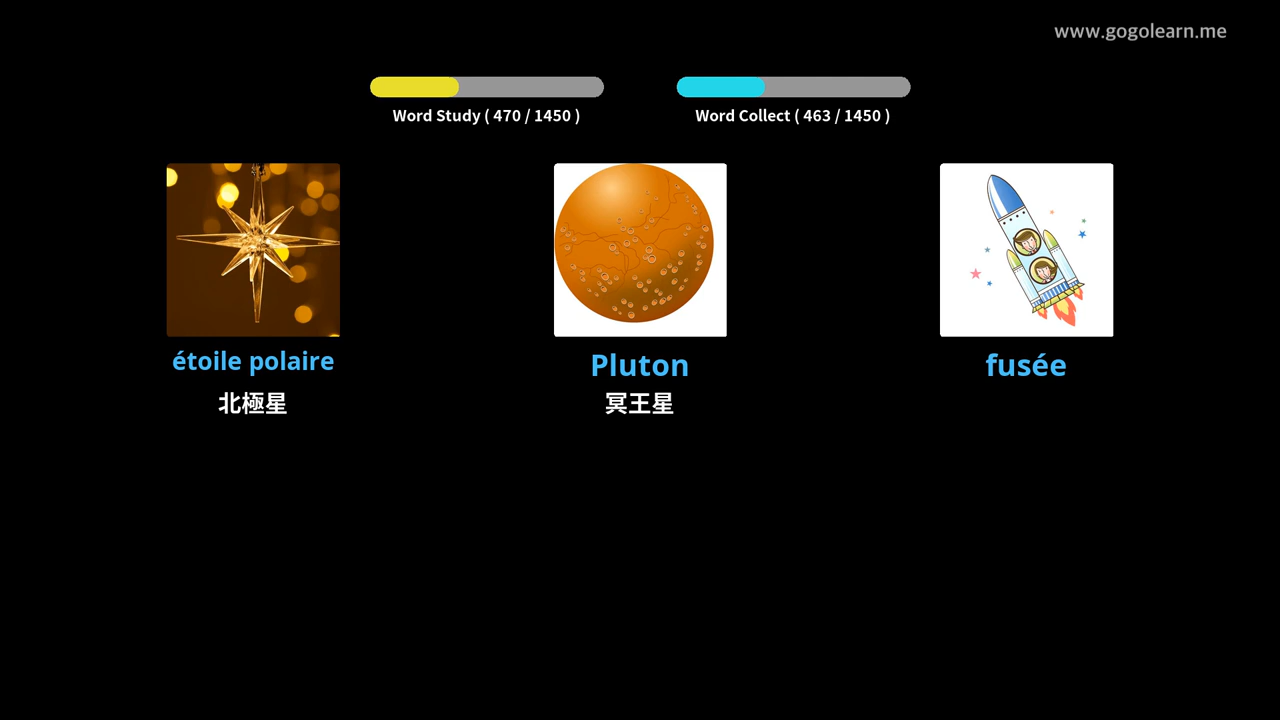 www.gogolearn.me
Word Study ( 470 / 1450 )
Word Collect ( 463 / 1450 )
étoile polaire
Pluton
fusée
北極星
冥王星